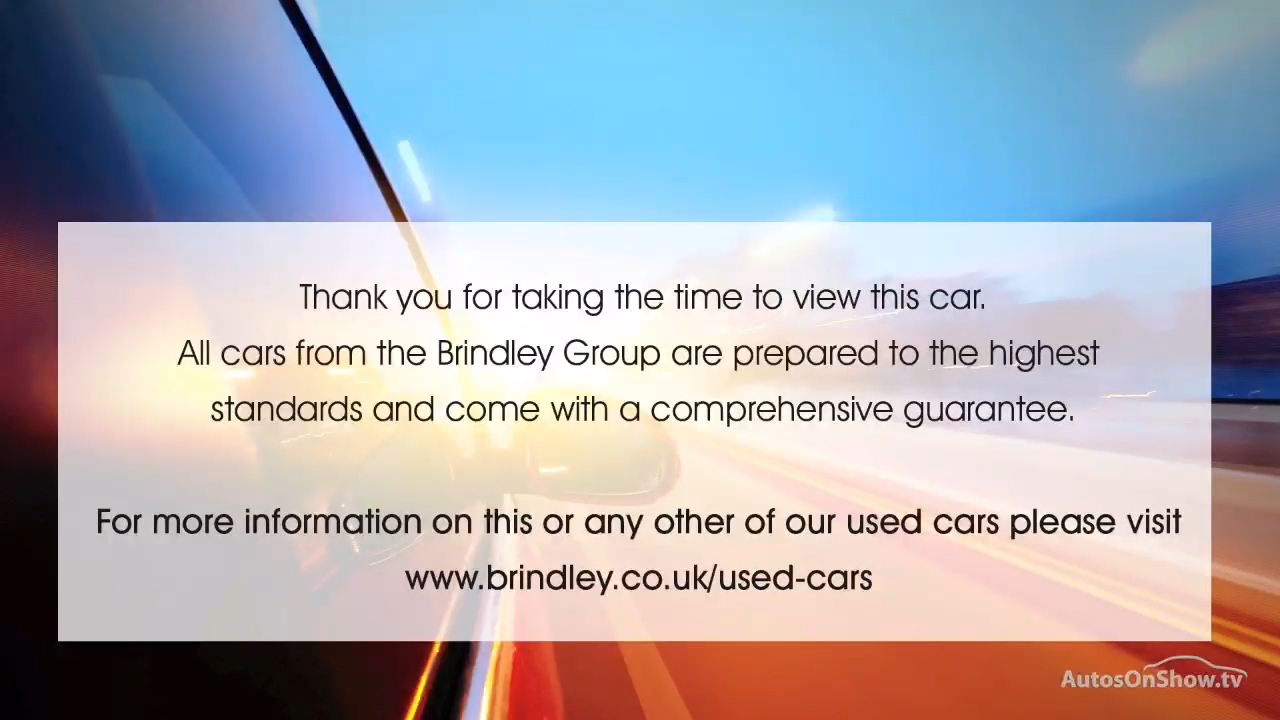 Thank you for taking the time to view this car.
All cars from the Brindley Group are prepared to the highest
standards and come with a comprehensive guarantee.
For more information on this or any other of our used cars please visit
www.brindley.co.uk/used-cars
AutosOnShow.tv